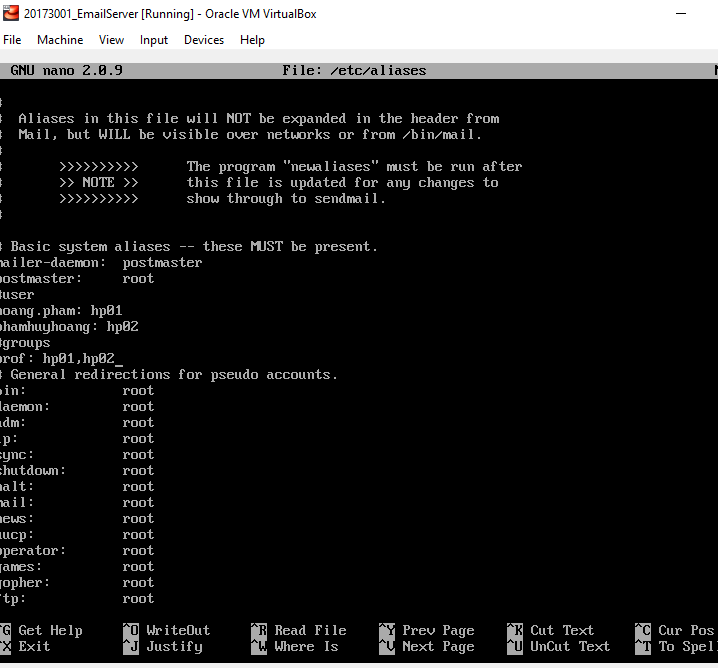 20173001_EmailServer [Running] - Oracle VM VirtualBox
File Machine View Input Devices Help
GNU nano 2.0.9 File: /etc/aliases
#
# Aliases in this file will NOT be expanded in the header from
# Mail, but WILL be visible over networks or from /bin/mail.
#
# >>>>>>>>>> The program "newaliases" must be run after
# >> NOTE >> this file is updated for any changes to
# >>>>>>>>>> show through to sendmail.
#
# Basic system aliases -- these MUST be present.
mailer-daemon: postmaster
postmaster: root
#user
hoang.pham: hp01
phamhuyhoang: hp02
#groups
prof: hp01,hp02_
# General redirections for pseudo accounts.
bin: root
daemon: root
adm: root
lp: root
sync: root
shutdown: root
halt: root
mail: root
news: root
uucp: root
operator: root
games: root
gopher: root
ftp: root
^G Get Help ^O WriteOut ^R Read File ^Y Prev Page ^K Cut Text ^C Cur Pos
^X Exit ^J Justify ^W Where Is ^V Next Page ^U UnCut Text ^T To Spel